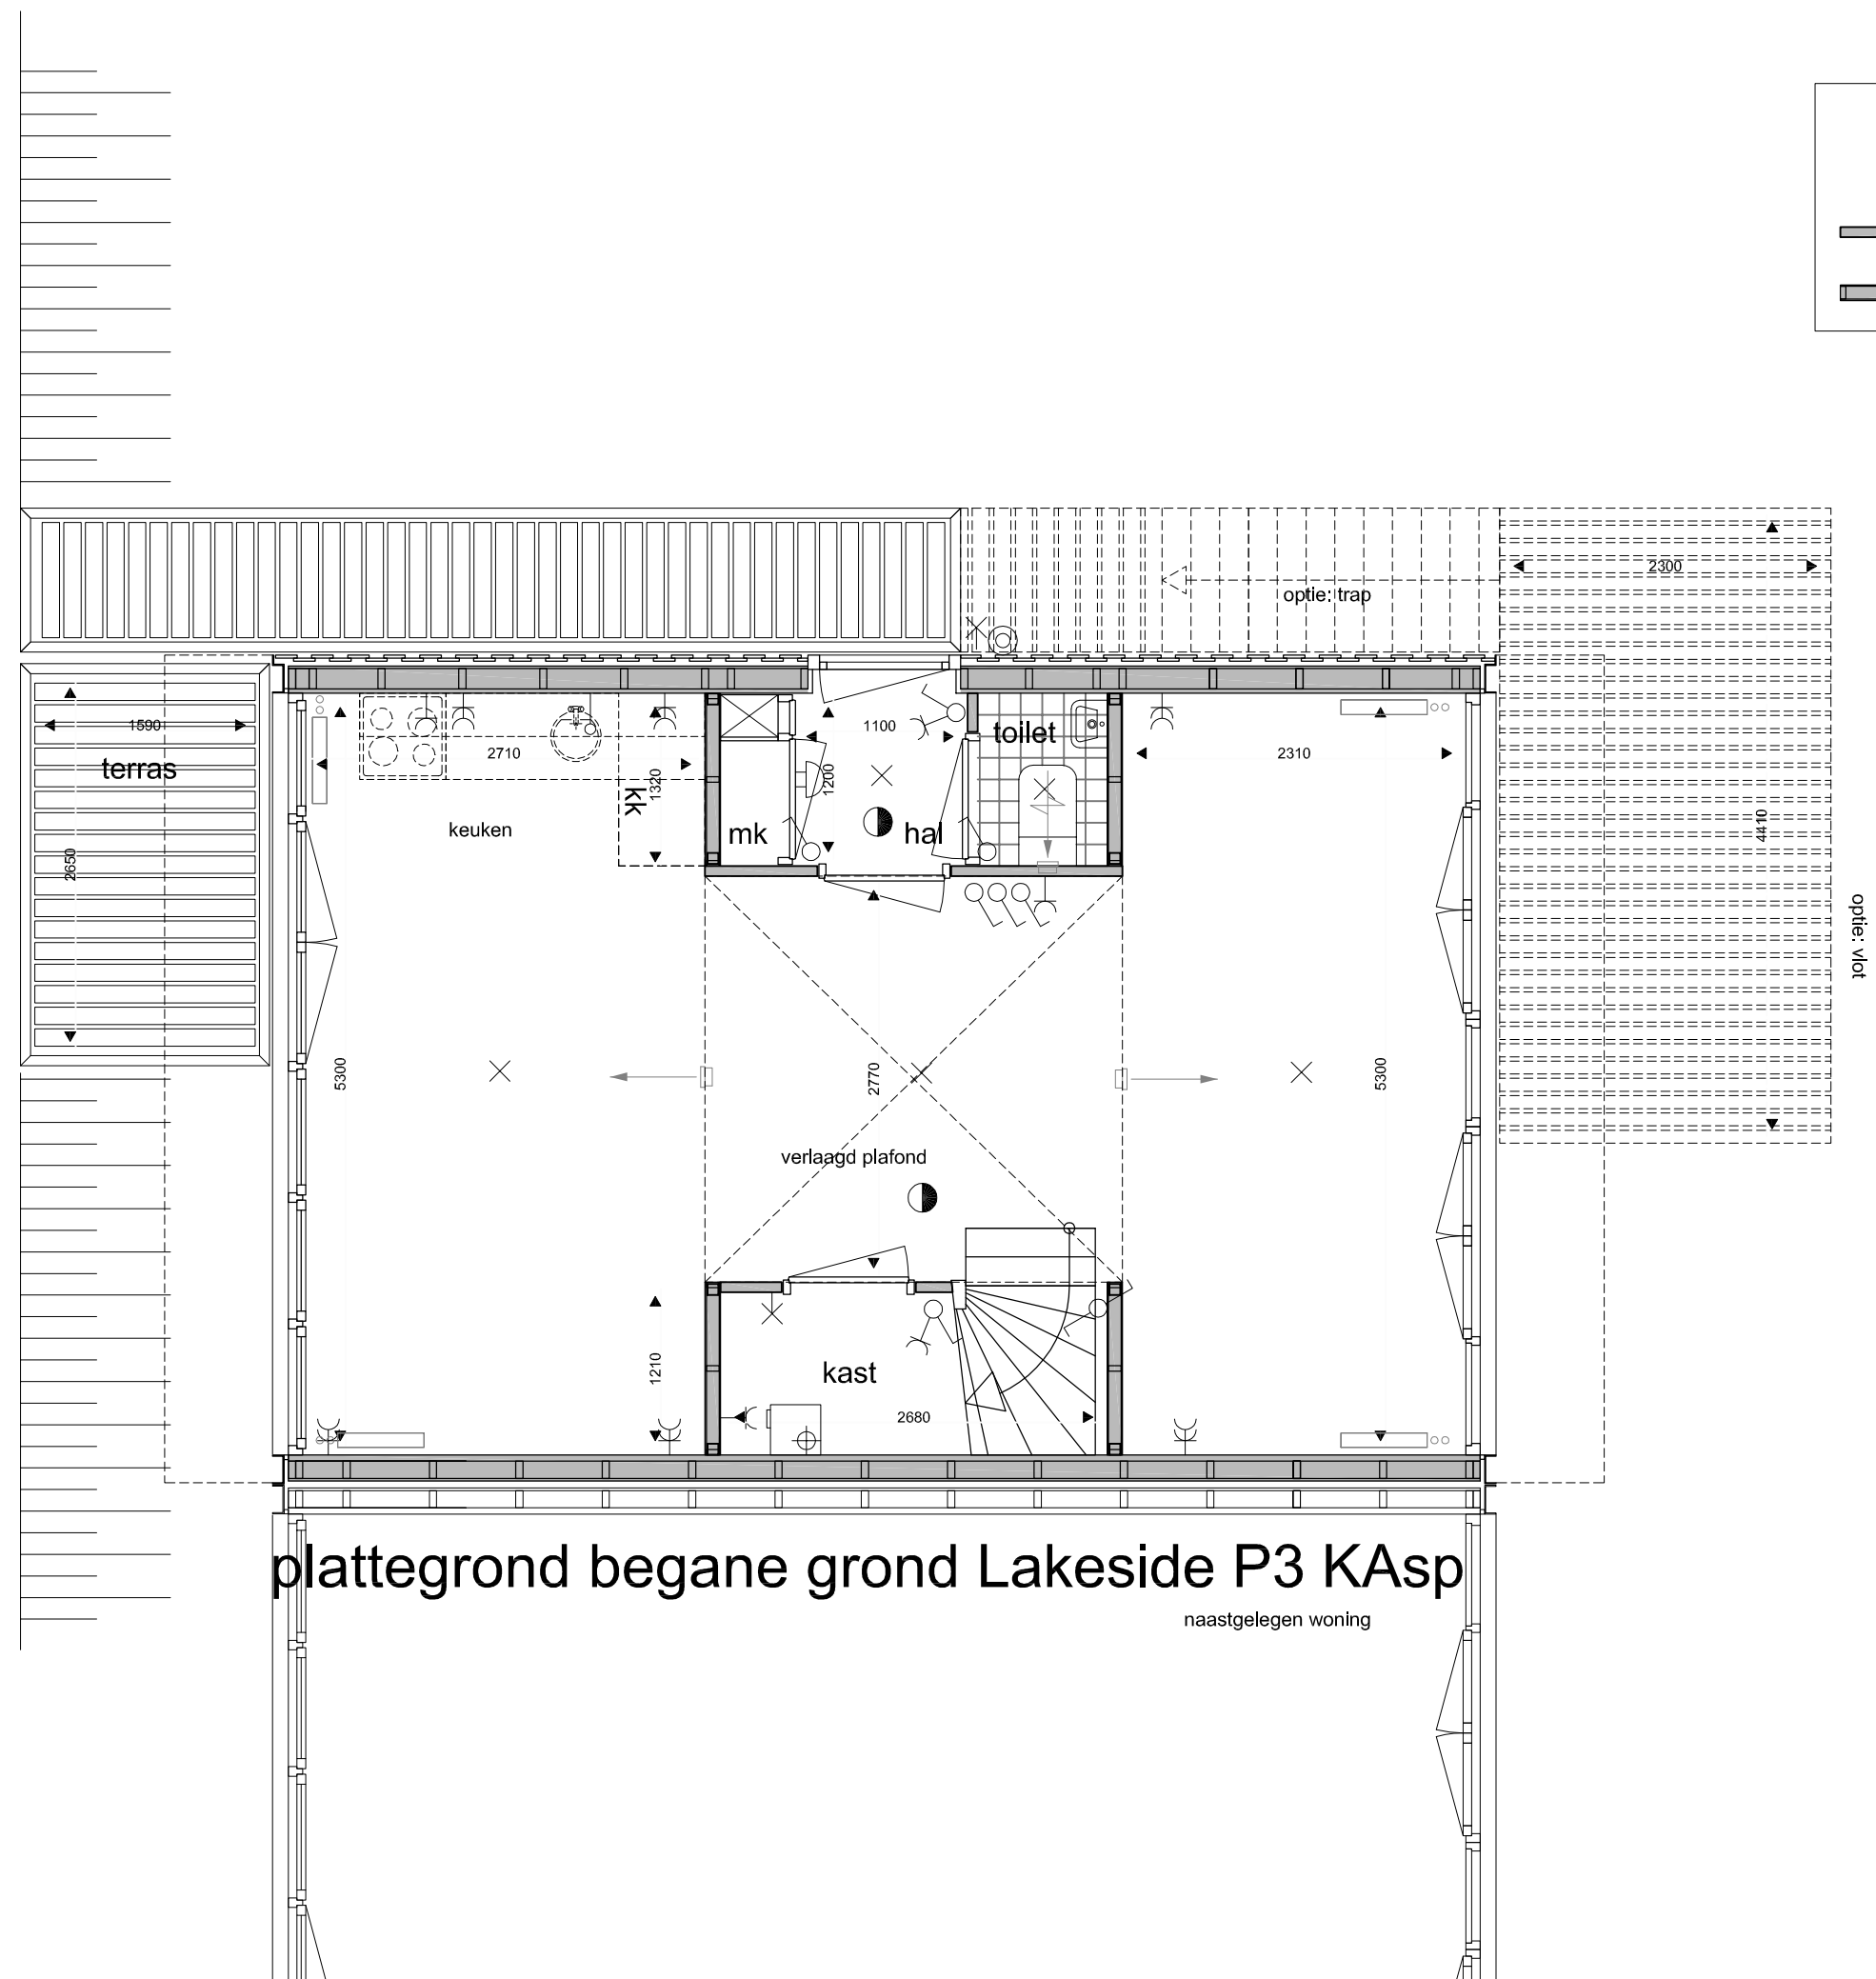 optie: trap
2300
1590
terras
2650
2710
1320
kk
keuken
mk
1100
1200
hal
toilet
2310
4410
optie: vlot
5300
2770
5300
verlaagd plafond
1210
kast
2680
plattegrond begane grond Lakeside P3 KAsp
naastgelegen woning